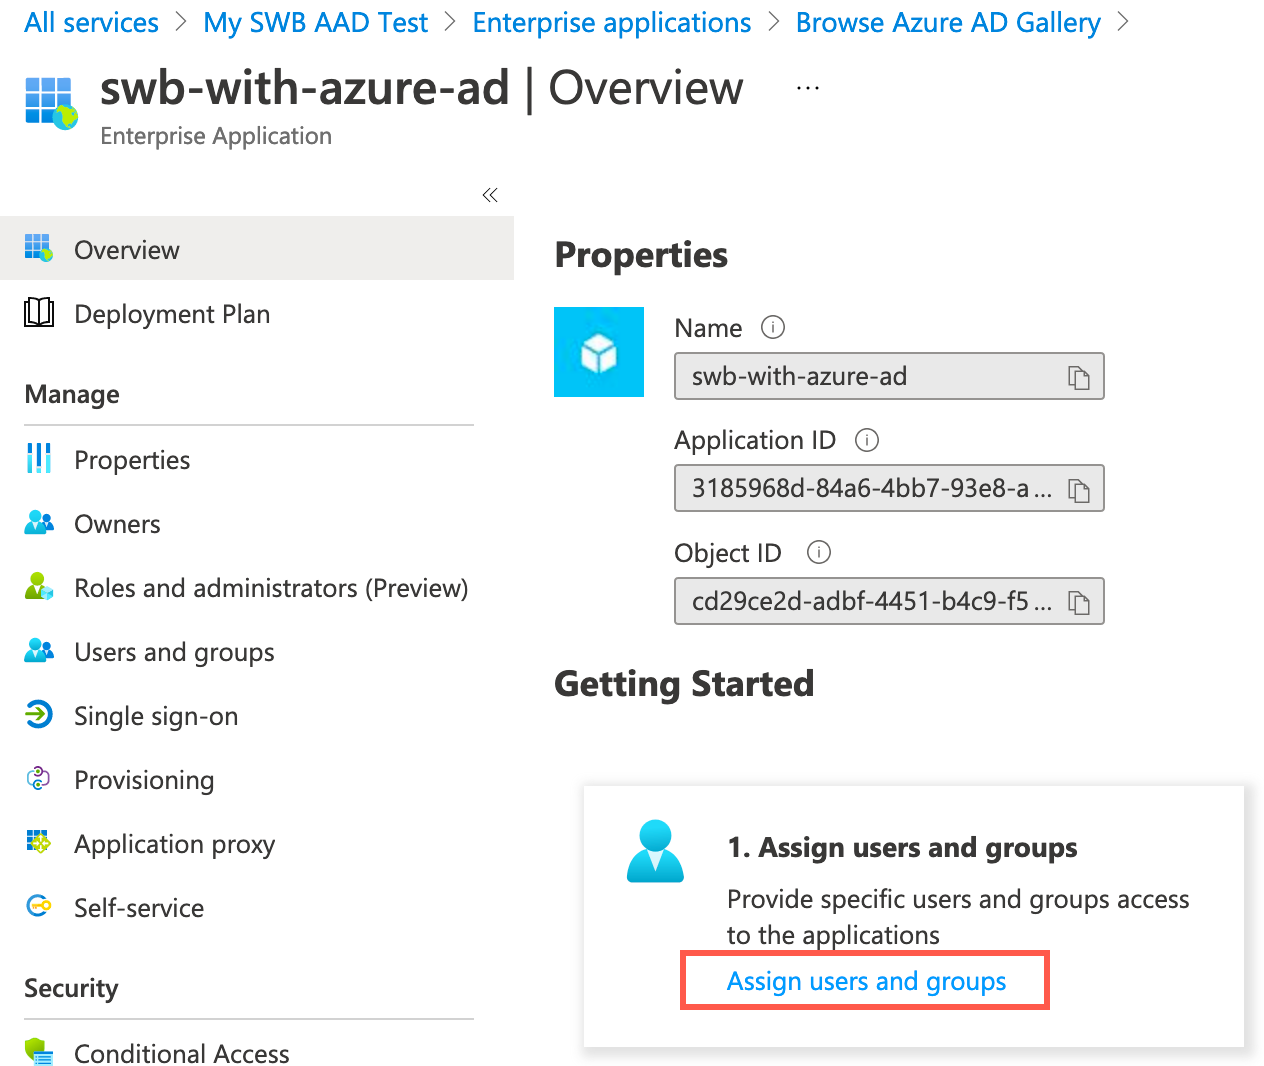 All services > My SWB AAD Test > Enterprise applications > Browse Azure AD Gallery >
swb-with-azure-ad | Overview ...
Enterprise Application
«
Overview
Deployment Plan
Manage
Properties
Owners
Roles and administrators (Preview)
Users and groups
Single sign-on
Provisioning
Application proxy
Self-service
Security
Conditional Access
Properties
Name
swb-with-azure-ad
Application ID
3185968d-84a6-4bb7-93e8-a ...
Object ID
cd29ce2d-adbf-4451-b4c9-f5 ...
Getting Started
1. Assign users and groups
Provide specific users and groups access
to the applications
Assign users and groups